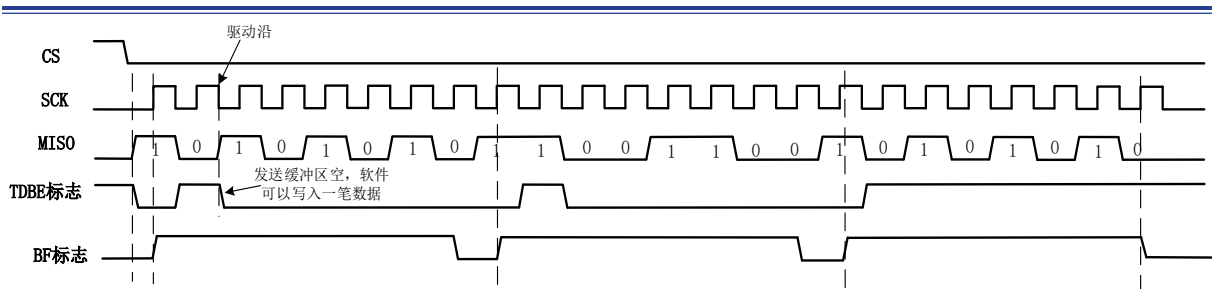 驱动沿
CS
SCK
MISO
1 0 1 0 1 0 1 0 1 1 0 0 1 1 0 0 1 0 1 0 1 0 1 0
发送缓冲区空，软件
可以写入一笔数据
TDBE标志
BF标志